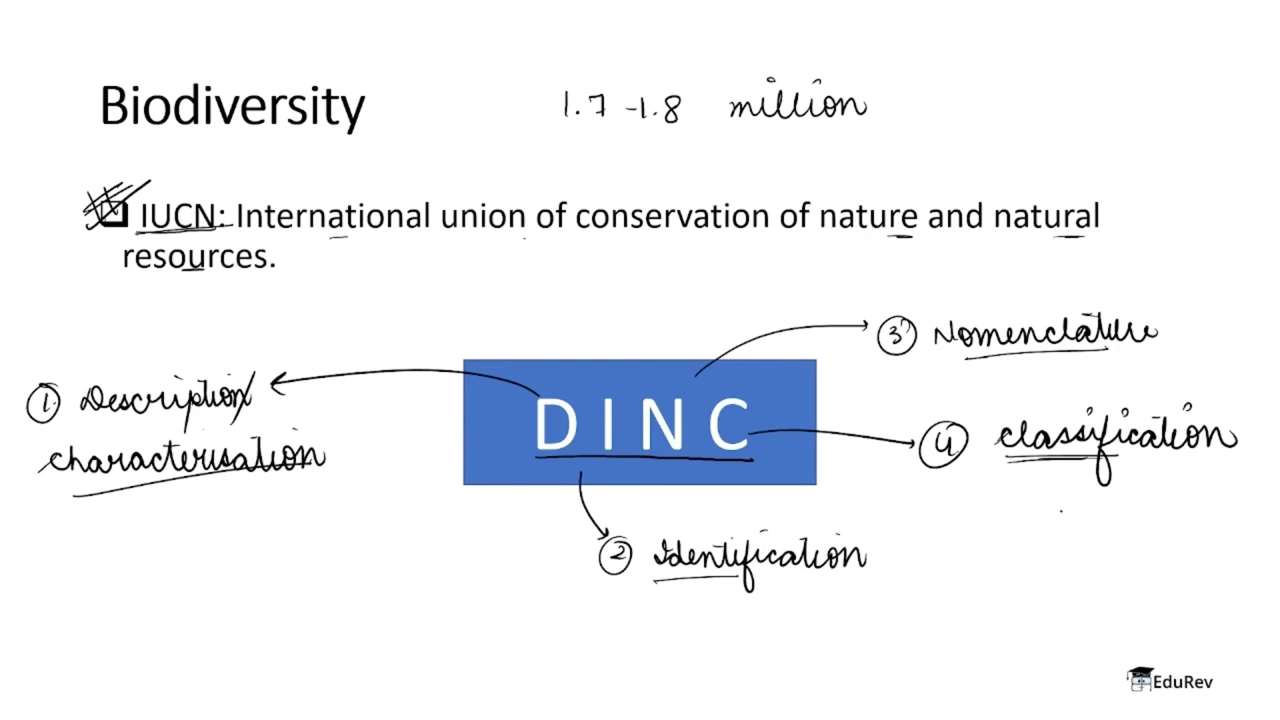 Biodiversity
1.7 -1.8 million
IUCN: International union of conservation of nature and natural
resources.
③ Nomenclature
① Description/
characterisation
D I N C
④ classification
② Identification
EduRev